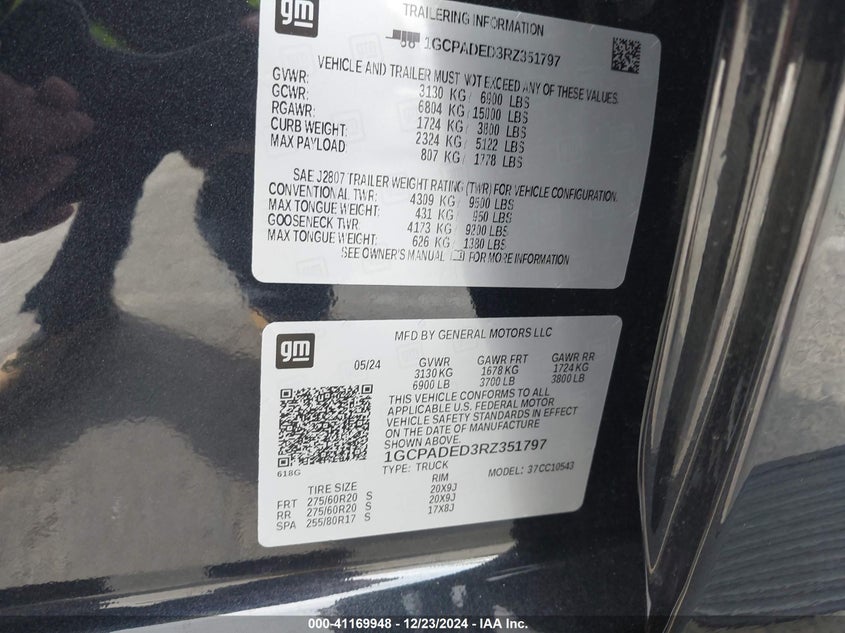 gm
TRAILERING INFORMATION
1GCPADED3RZ351797
VEHICLE AND TRAILER MUST NOT EXCEED ANY OF THESE VALUES.
GVWR: 3130 KG / 6900 LBS
GCWR: 6804 KG / 15000 LBS
RGAWR: 1724 KG / 3800 LBS
CURB WEIGHT: 2324 KG / 5122 LBS
MAX PAYLOAD: 807 KG / 1778 LBS
SAE J2807 TRAILER WEIGHT RATING (TWR) FOR VEHICLE CONFIGURATION.
CONVENTIONAL TWR: 4309 KG / 9500 LBS
MAX TONGUE WEIGHT: 431 KG / 950 LBS
GOOSENECK TWR: 4173 KG / 9200 LBS
MAX TONGUE WEIGHT: 626 KG / 1380 LBS
SEE OWNER'S MANUAL FOR MORE INFORMATION
gm
MFD BY GENERAL MOTORS LLC
05/24 GVWR GAWR FRT GAWR RR
3130 KG 1678 KG 1724 KG
6900 LB 3700 LB 3800 LB
THIS VEHICLE CONFORMS TO ALL
APPLICABLE U.S. FEDERAL MOTOR
VEHICLE SAFETY STANDARDS IN EFFECT
ON THE DATE OF MANUFACTURE
SHOWN ABOVE.
1GCPADED3RZ351797
618G
TYPE: TRUCK MODEL: 37CC10543
TIRE SIZE RIM
FRT 275/60R20 S 20X9J
RR 275/60R20 S 20X9J
SPA 255/80R17 S 17X8J
000-41169948 - 12/23/2024 - IAA Inc.